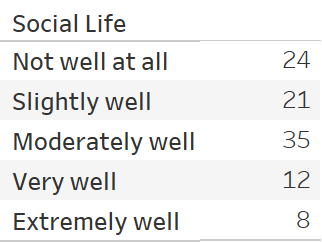 Social Life
Not well at all 24
Slightly well 21
Moderately well 35
Very well 12
Extremely well 8